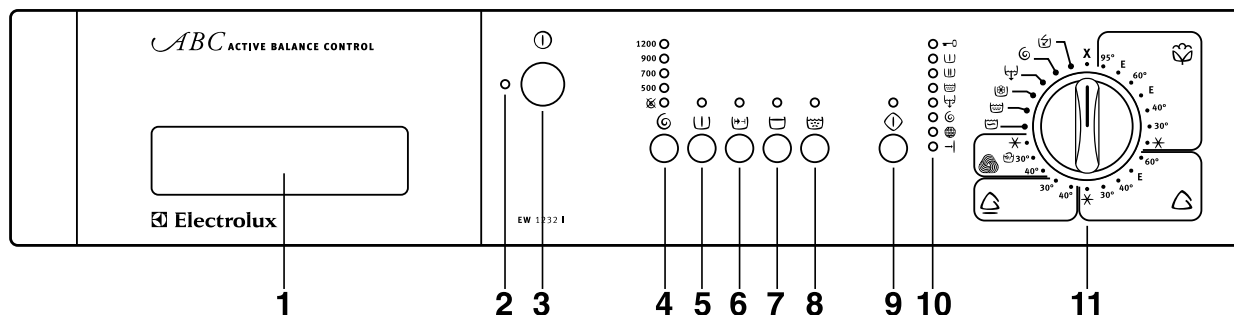 ABC ACTIVE BALANCE CONTROL
Electrolux
EW 1232 I
1200
900
700
500
X
95°
E
60°
E
40°
30°
60°
E
40°
30°
40°
30°
40°
30°
1 2 3 4 5 6 7 8 9 10 11